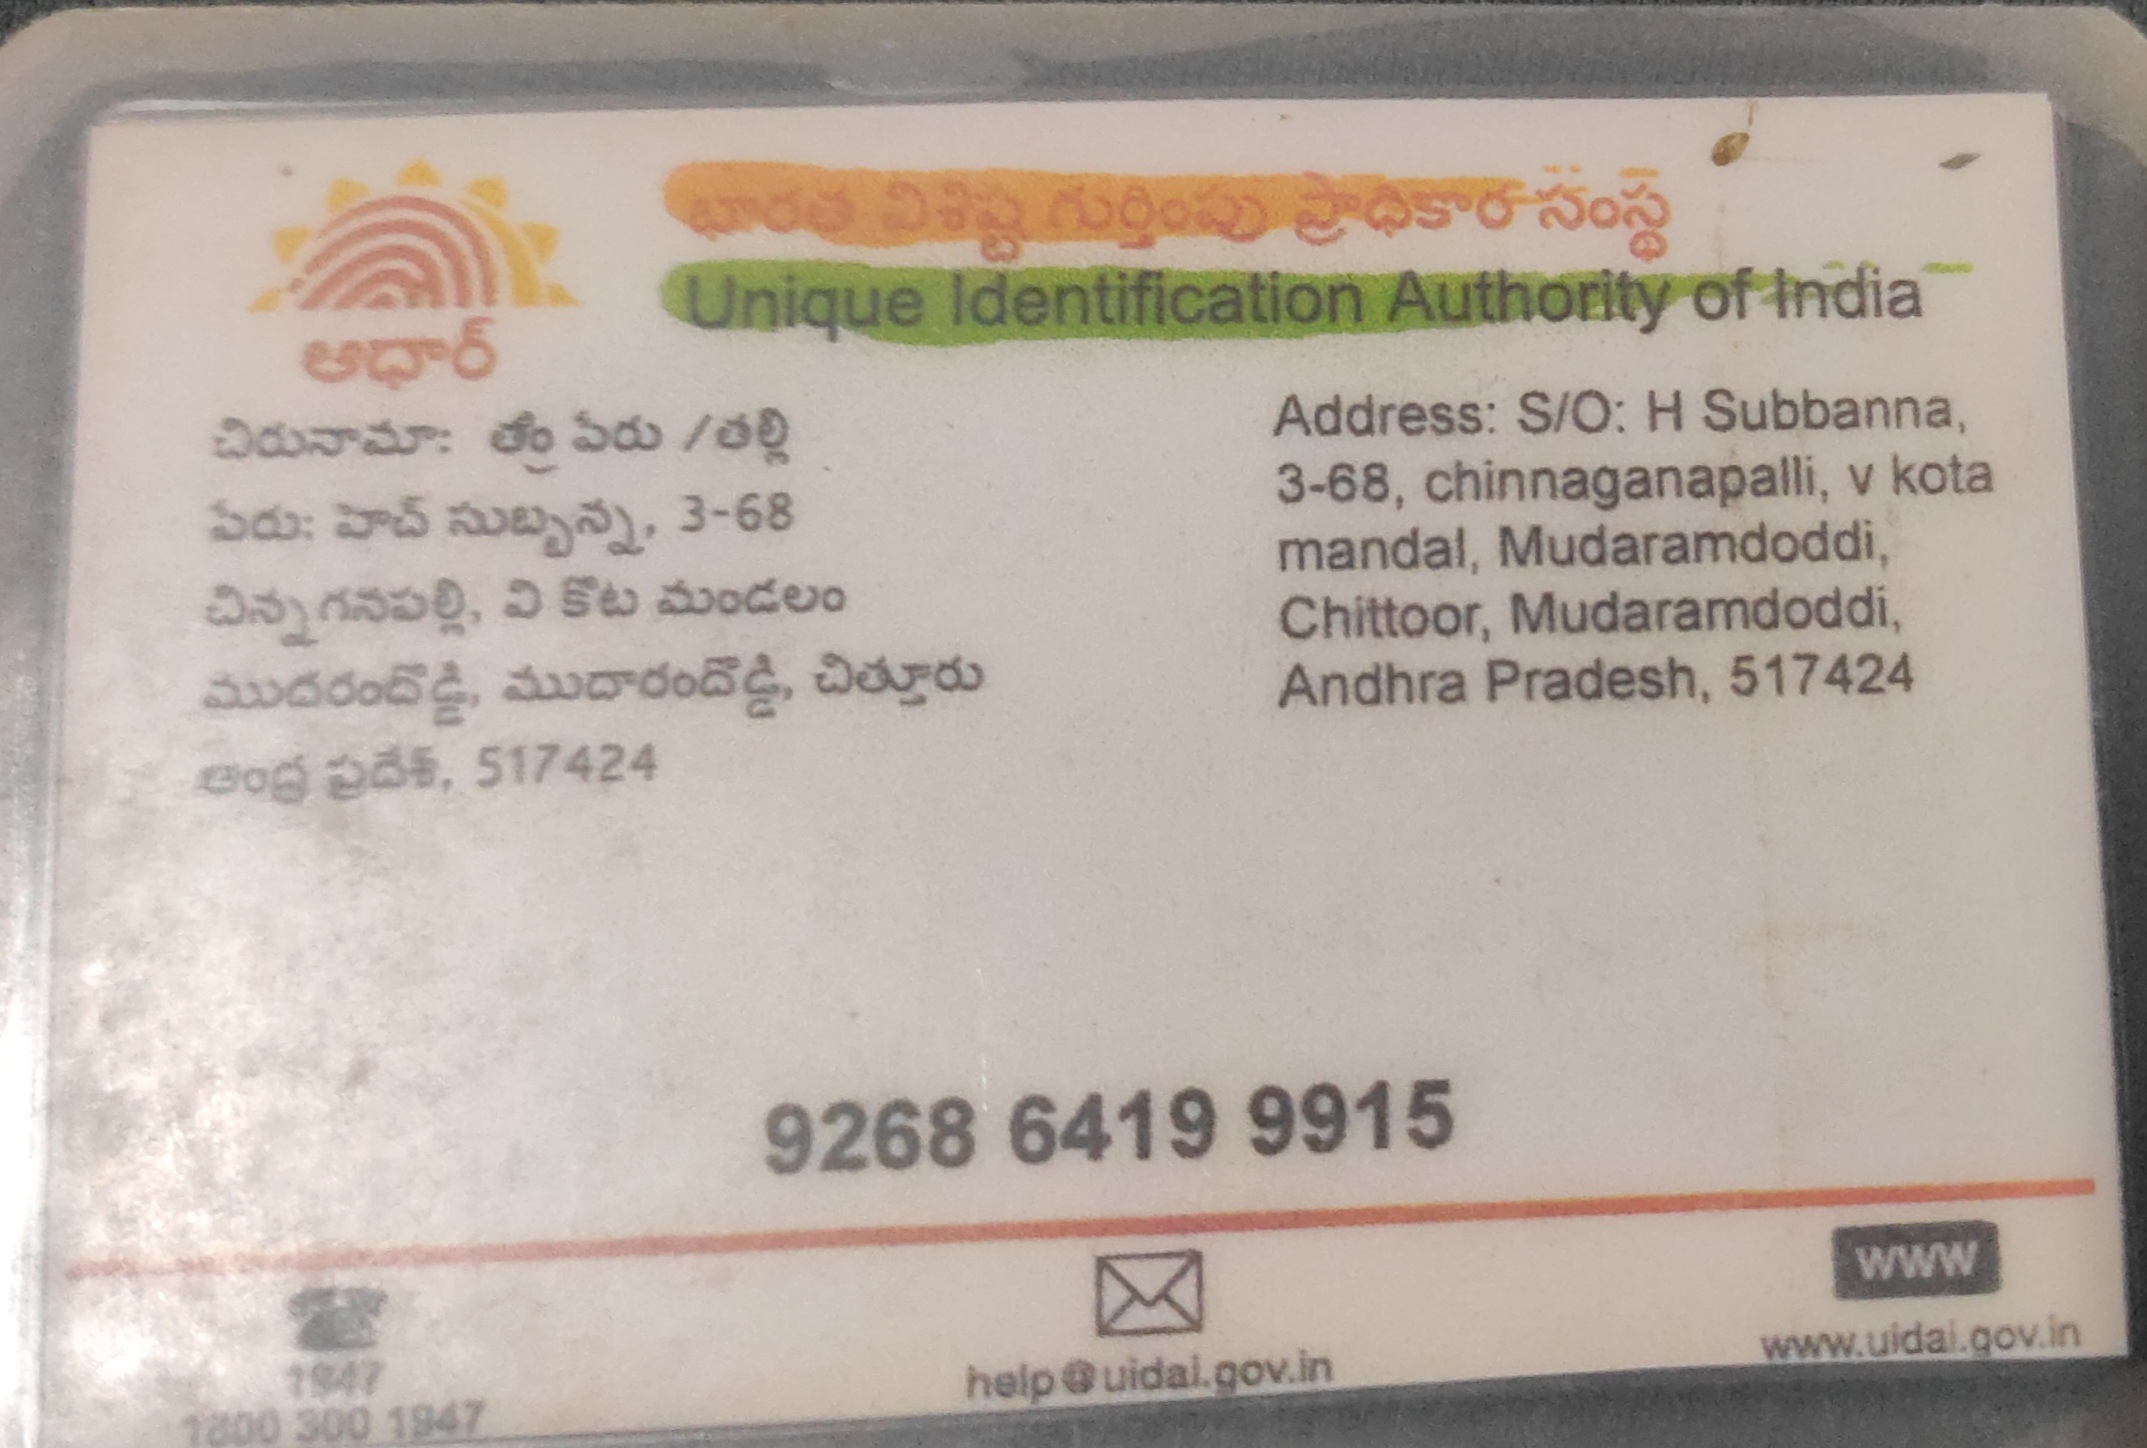 భారత విశిష్ట గుర్తింపు ప్రాధికార సంస్థ
Unique Identification Authority of India
ఆధార్
చిరునామా: తండ్రి పేరు /తల్లి
పేరు: హెచ్ సుబ్బన్న, 3-68
చిన్నగనపల్లి, వి కోట మండలం
ముదరందొడ్డి, ముదారందొడ్డి, చిత్తూరు
ఆంధ్ర ప్రదేశ్, 517424
Address: S/O: H Subbanna,
3-68, chinnaganapalli, v kota
mandal, Mudaramdoddi,
Chittoor, Mudaramdoddi,
Andhra Pradesh, 517424
9268 6419 9915
1947
1800 300 1947
help@uidai.gov.in
www
www.uidai.gov.in